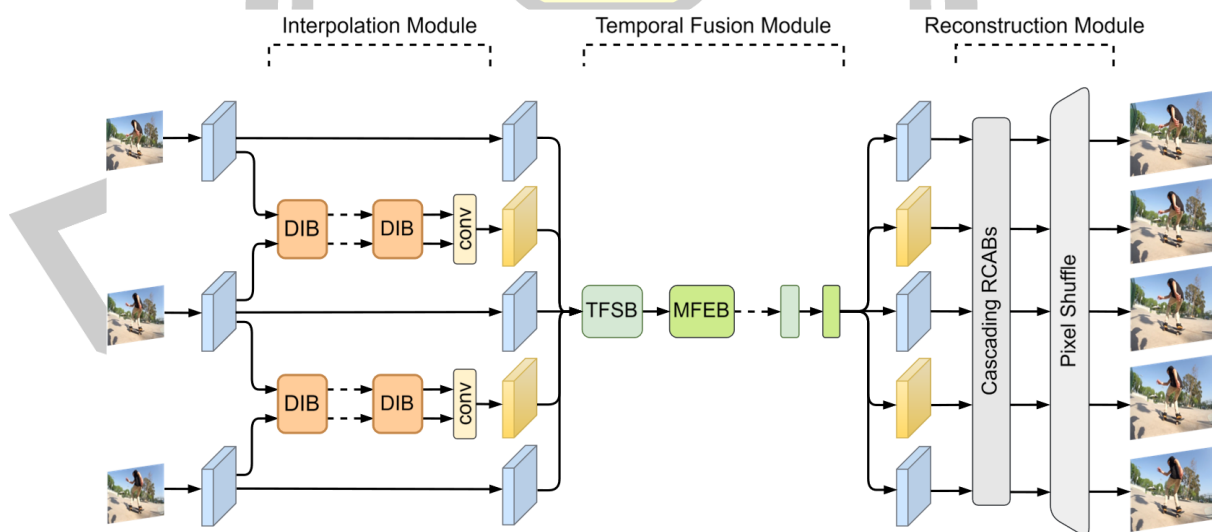 Interpolation Module
Temporal Fusion Module
Reconstruction Module
DIB
DIB
conv
TFSB
MFEB
DIB
DIB
conv
Cascading RCABs
Pixel Shuffle